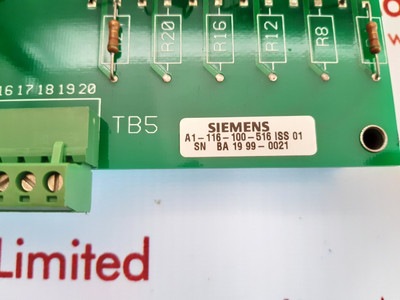 R20
R16
R12
R8
16 17 18 19 20
TB5
SIEMENS
A1-116-100-516 ISS 01
SN BA 19 99-0021
Limited